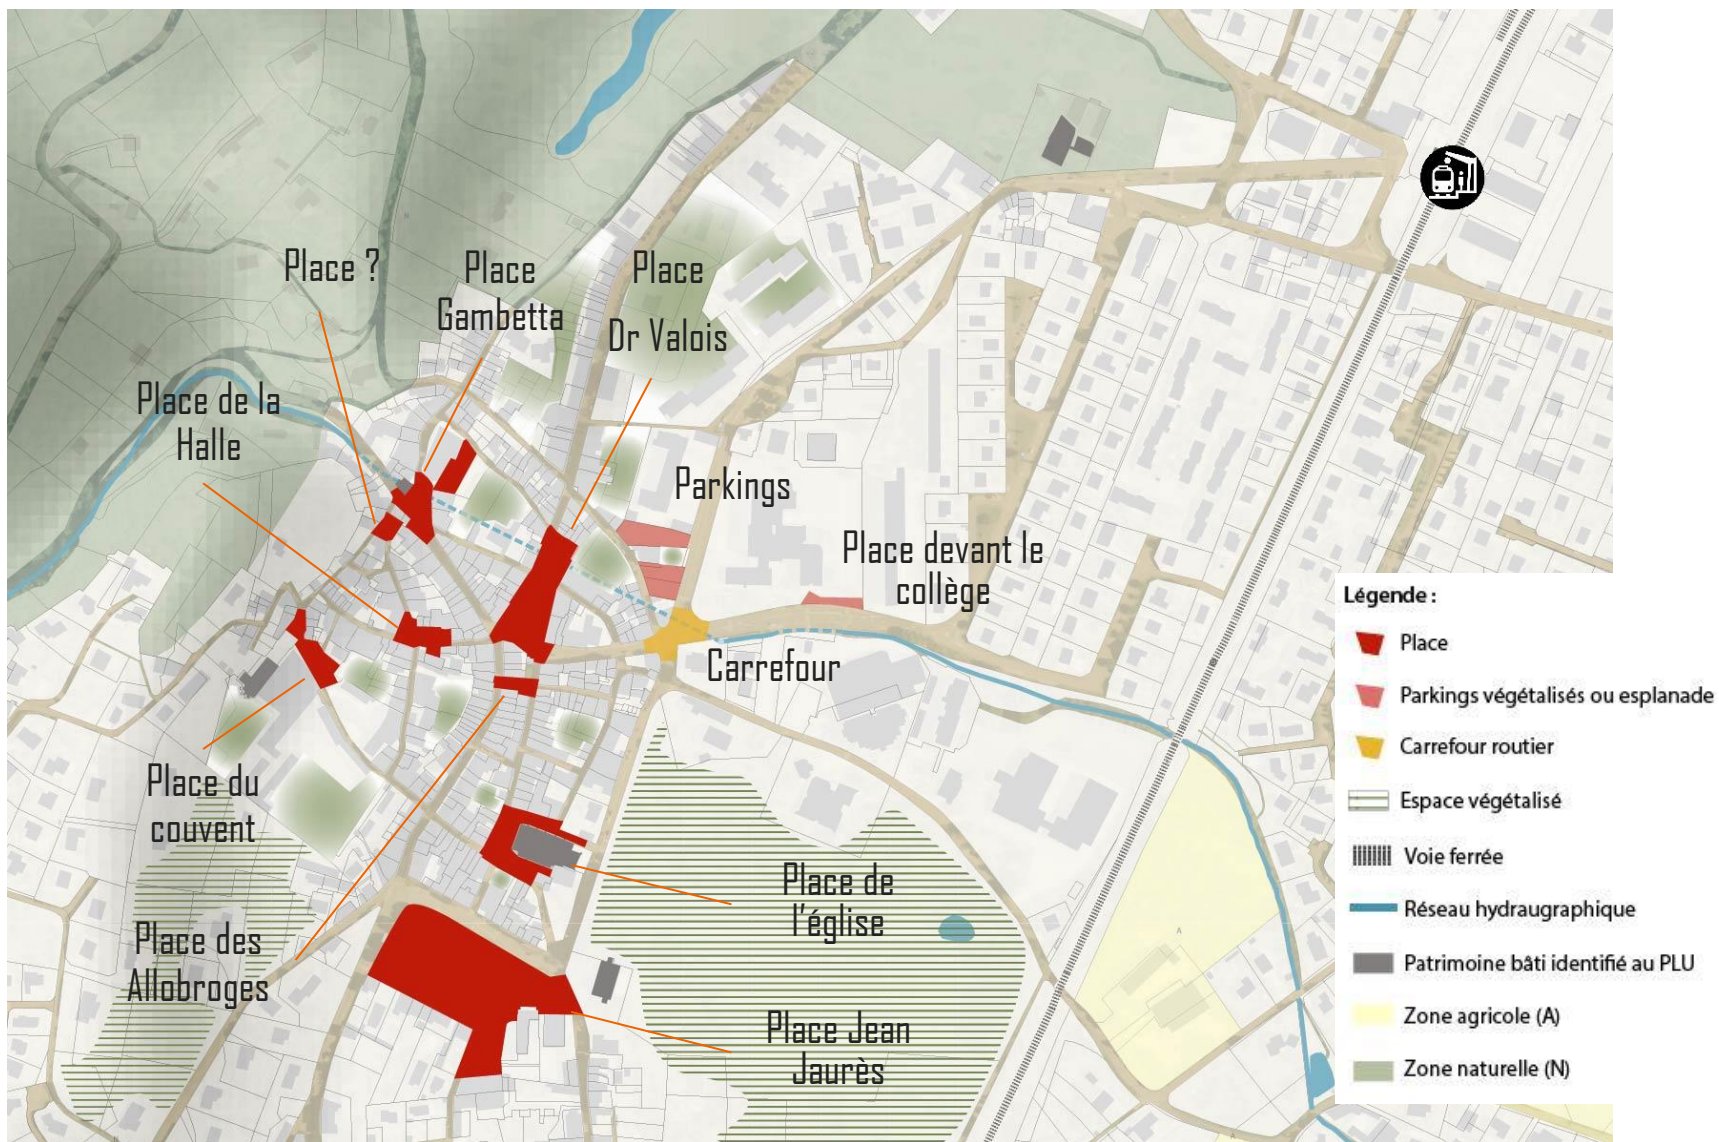 Place ?
Place
Gambetta
Place
Dr Valois
Place de la
Halle
Parkings
Place devant le
collège
Carrefour
Place du
couvent
Place des
Allobroges
Place de
l'église
Place Jean
Jaurès
A
A
Légende :
Place
Parkings végétalisés ou esplanade
Carrefour routier
Espace végétalisé
Voie ferrée
Réseau hydraugraphique
Patrimoine bâti identifié au PLU
Zone agricole (A)
Zone naturelle (N)